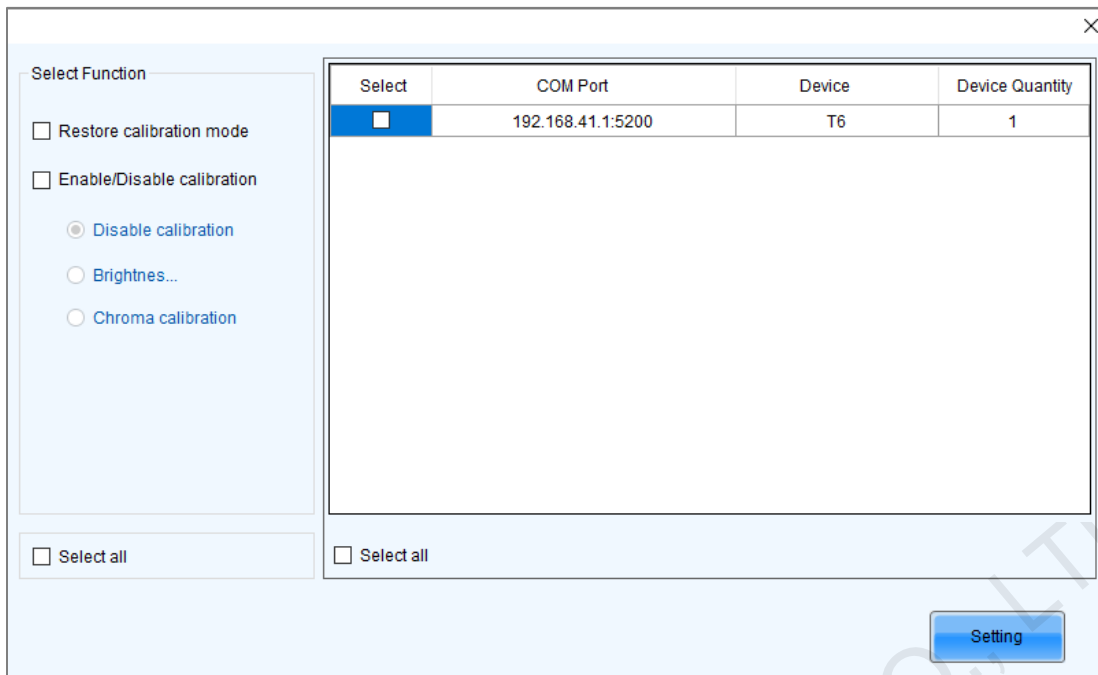 Select Function
Restore calibration mode
Enable/Disable calibration
Disable calibration
Brightnes...
Chroma calibration
Select all
Select COM Port Device Device Quantity
192.168.41.1:5200 T6 1
Select all
Setting